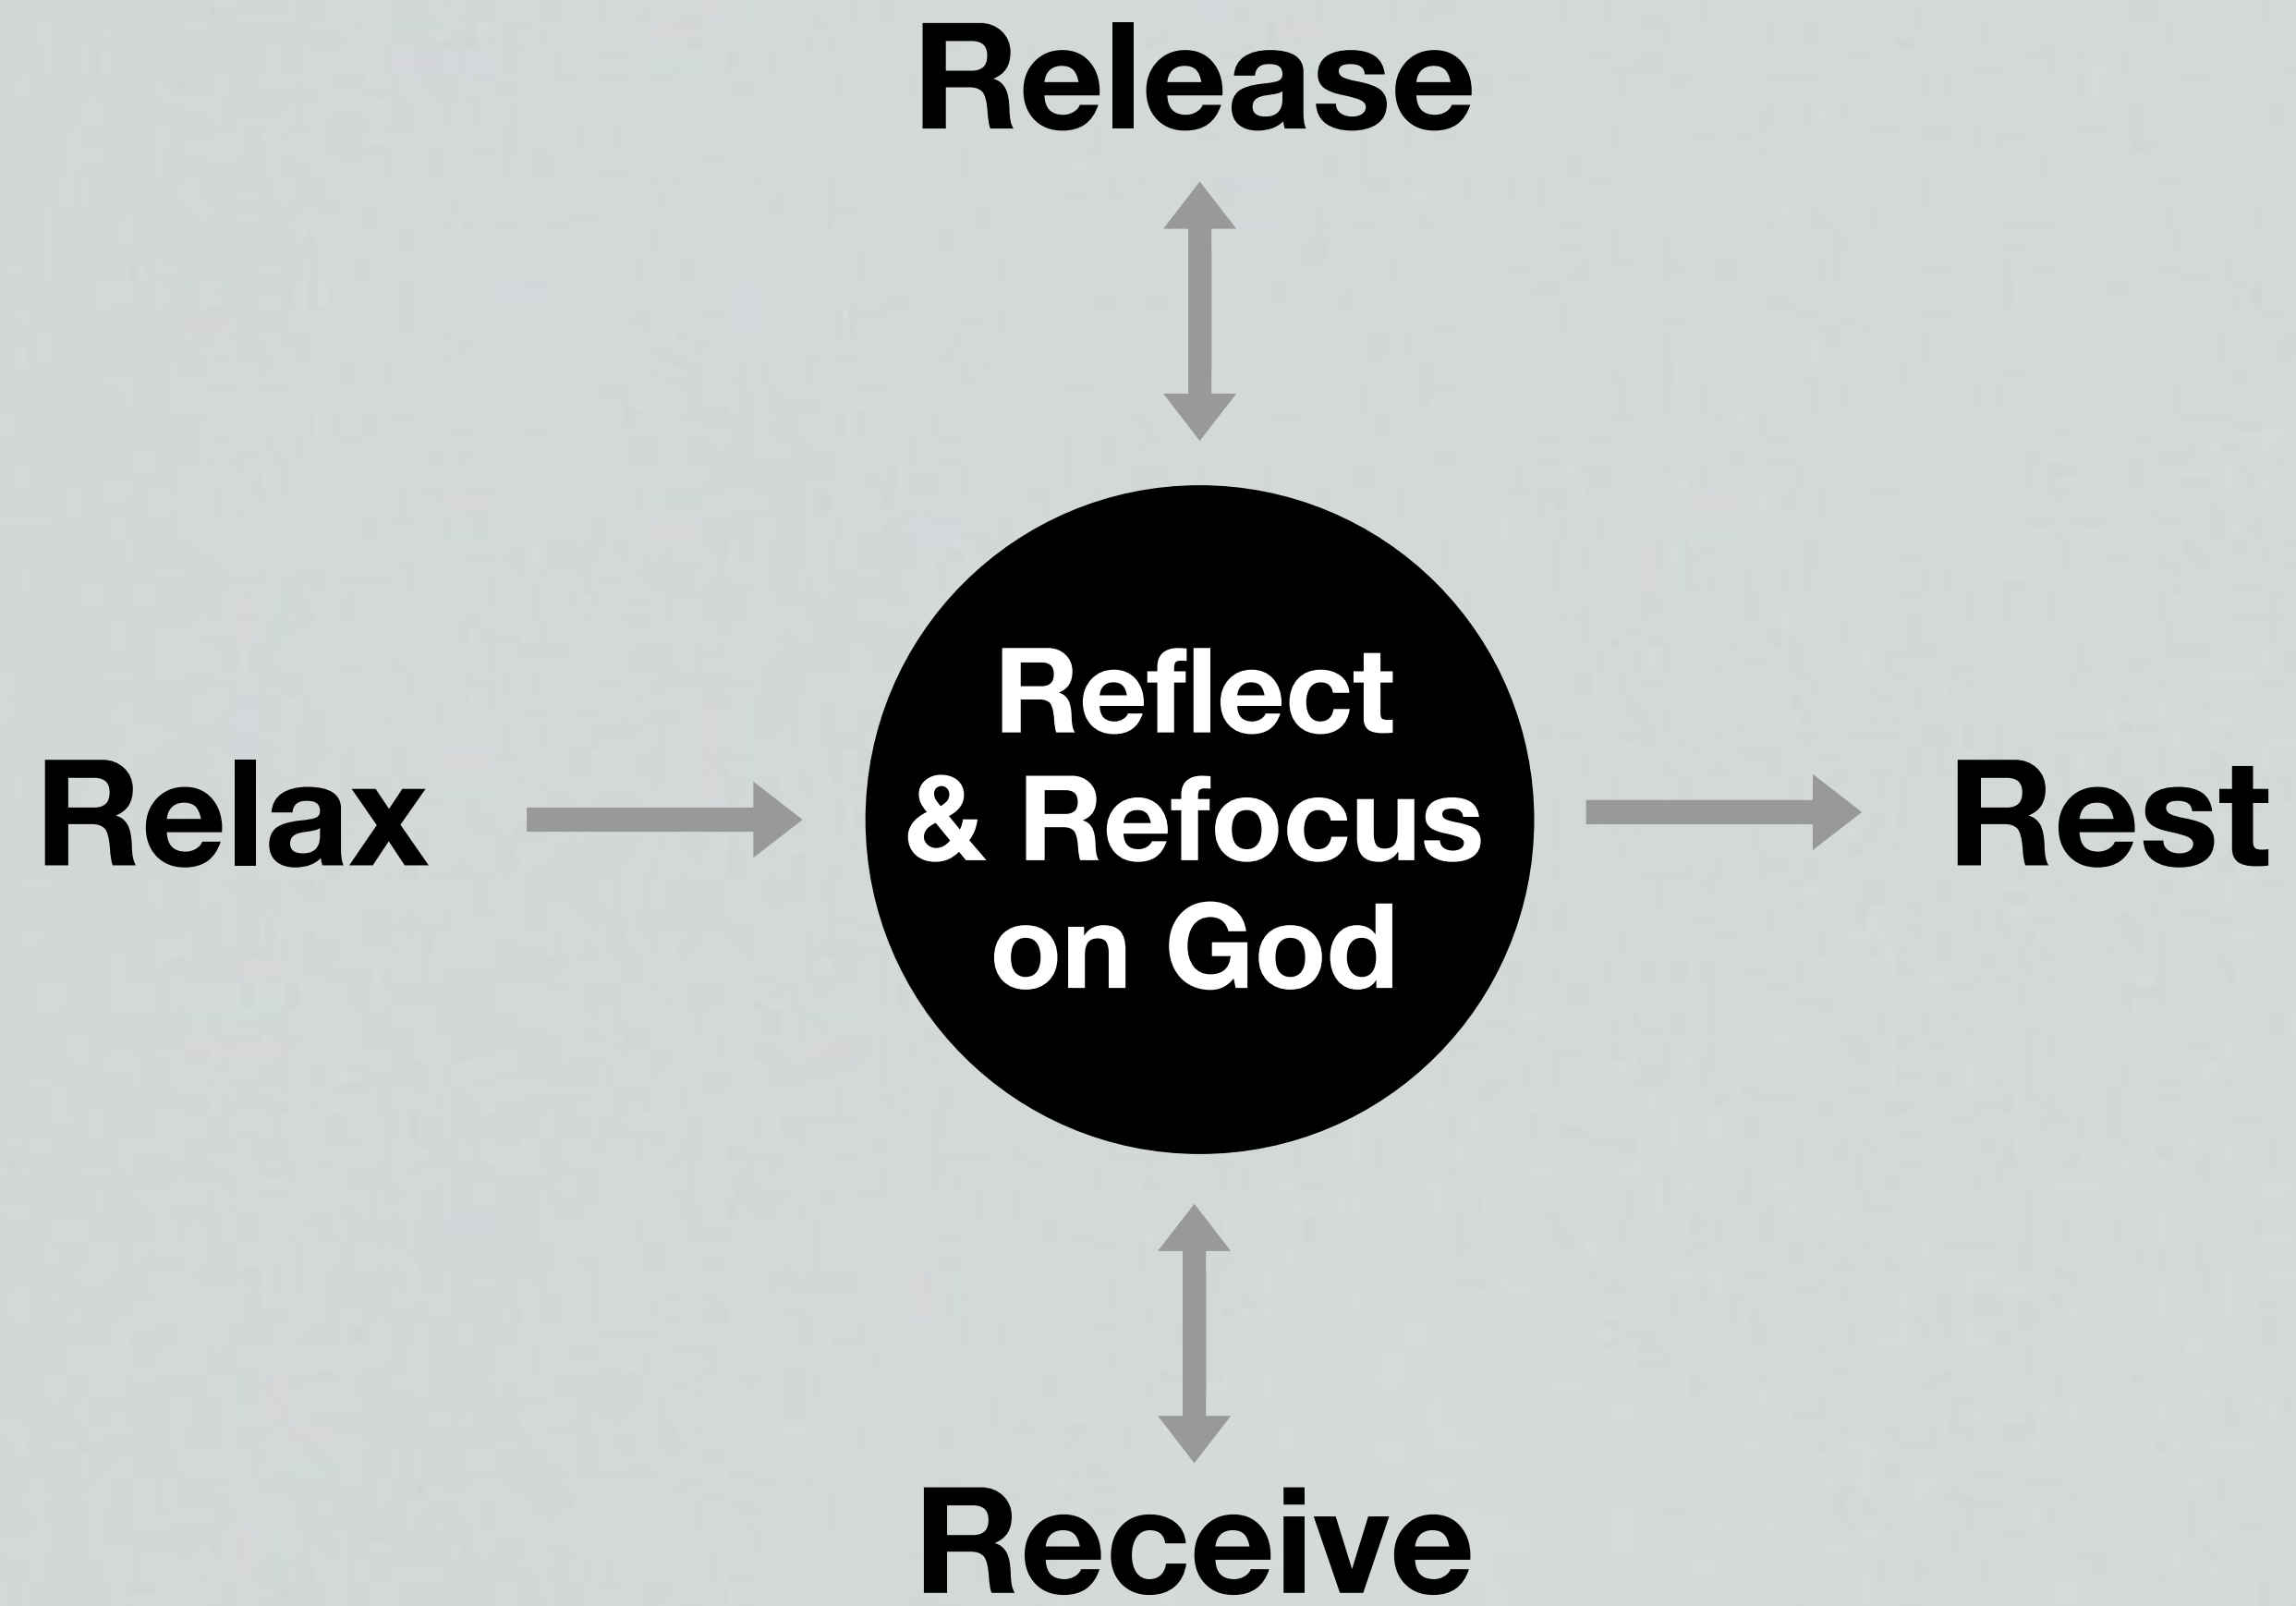 Release
Relax
Reflect
& Refocus
on God
Rest
Receive